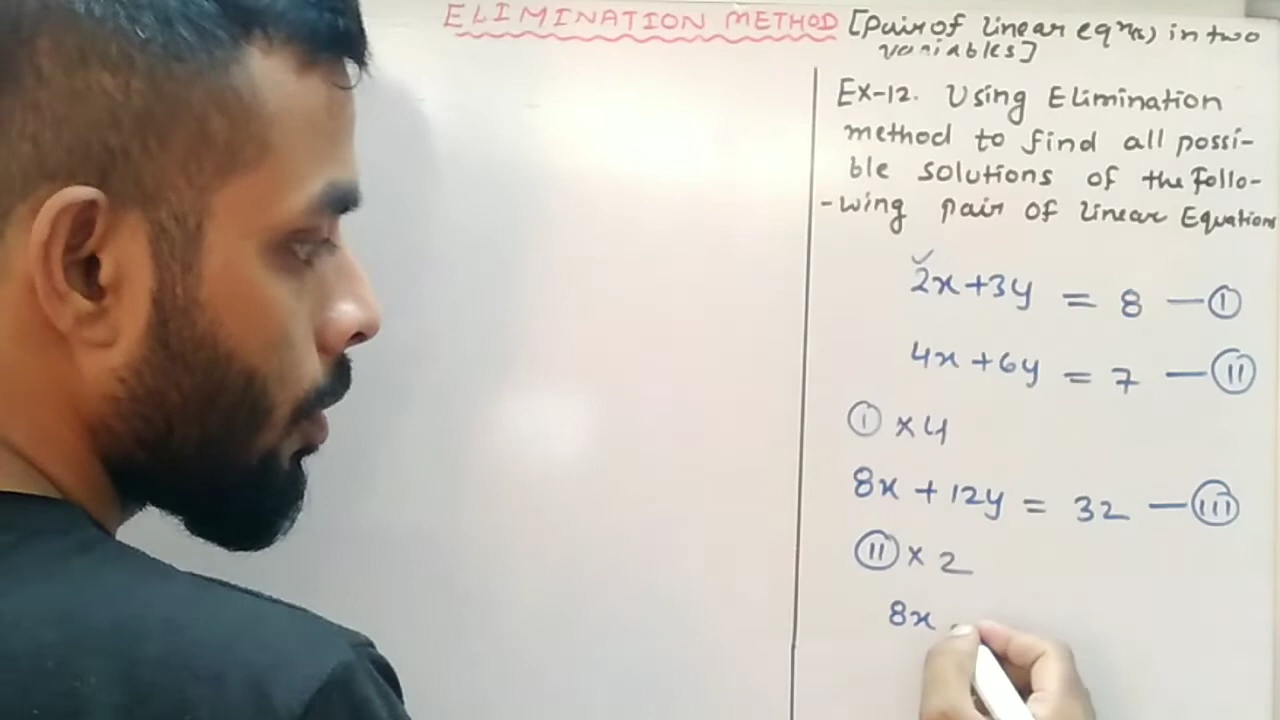 ELIMINATION METHOD [Pair of linear eqn(s) in two
variables]
Ex-12. Using Elimination
method to find all possi-
ble solutions of the follo-
-wing pair of linear Equations
2x+3y = 8 — (I)
4x+6y = 7 — (II)
(I) × 4
8x + 12y = 32 — (III)
(II) × 2
8x